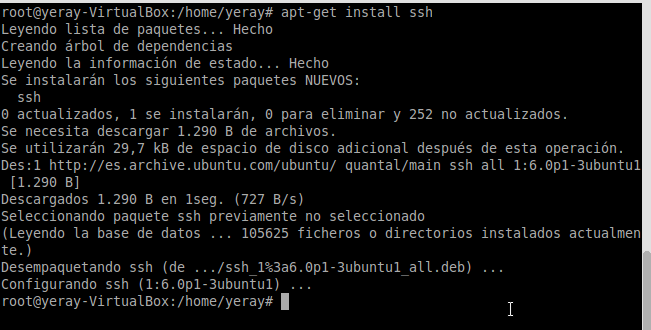 root@yeray-VirtualBox:/home/yeray# apt-get install ssh
Leyendo lista de paquetes... Hecho
Creando árbol de dependencias
Leyendo la información de estado... Hecho
Se instalarán los siguientes paquetes NUEVOS:
  ssh
0 actualizados, 1 se instalarán, 0 para eliminar y 252 no actualizados.
Se necesita descargar 1.290 B de archivos.
Se utilizarán 29,7 kB de espacio de disco adicional después de esta operación.
Des:1 http://es.archive.ubuntu.com/ubuntu/ quantal/main ssh all 1:6.0p1-3ubuntu1
 [1.290 B]
Descargados 1.290 B en 1seg. (727 B/s)
Seleccionando paquete ssh previamente no seleccionado
(Leyendo la base de datos ... 105625 ficheros o directorios instalados actualmen
te.)
Desempaquetando ssh (de .../ssh_1%3a6.0p1-3ubuntu1_all.deb) ...
Configurando ssh (1:6.0p1-3ubuntu1) ...
root@yeray-VirtualBox:/home/yeray#